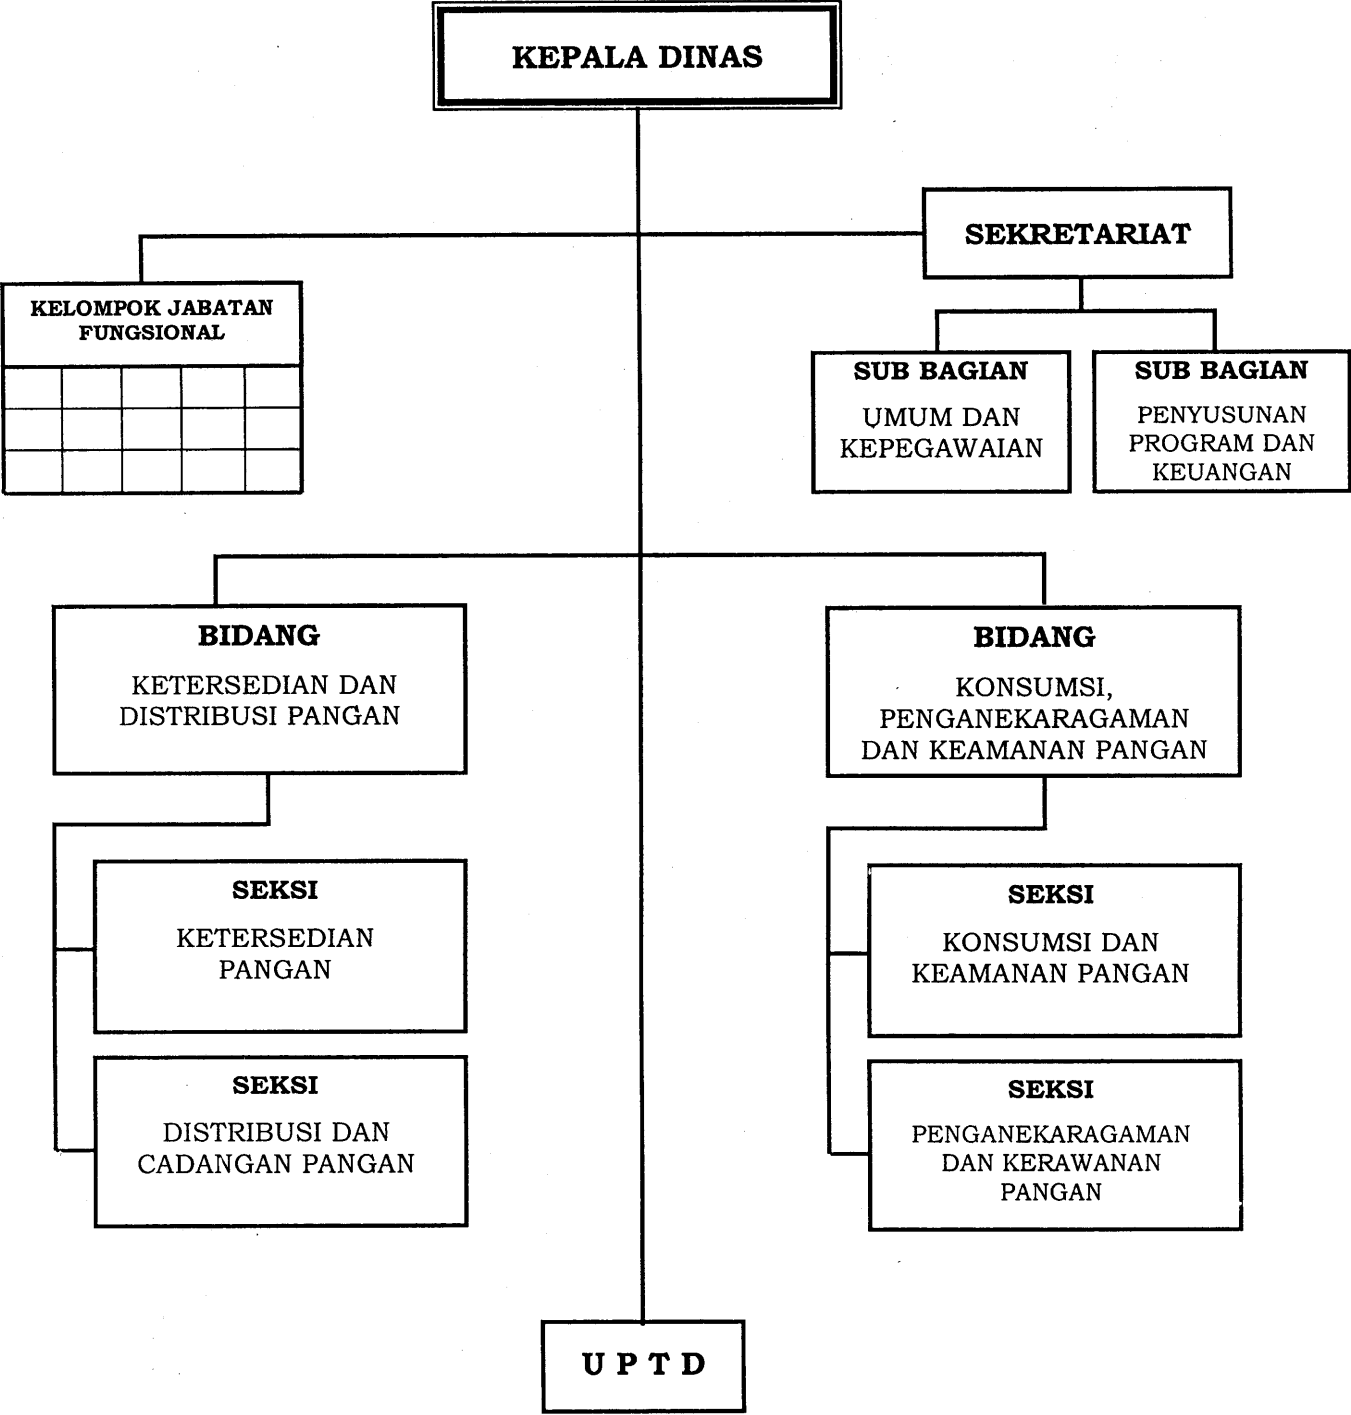 KEPALA DINAS
SEKRETARIAT
KELOMPOK JABATAN
FUNGSIONAL
SUB BAGIAN
UMUM DAN
KEPEGAWAIAN
SUB BAGIAN
PENYUSUNAN
PROGRAM DAN
KEUANGAN
BIDANG
KETERSEDIAN DAN
DISTRIBUSI PANGAN
BIDANG
KONSUMSI,
PENGANEKARAGAMAN
DAN KEAMANAN PANGAN
SEKSI
KETERSEDIAN
PANGAN
SEKSI
KONSUMSI DAN
KEAMANAN PANGAN
SEKSI
DISTRIBUSI DAN
CADANGAN PANGAN
SEKSI
PENGANEKARAGAMAN
DAN KERAWANAN
PANGAN
U P T D